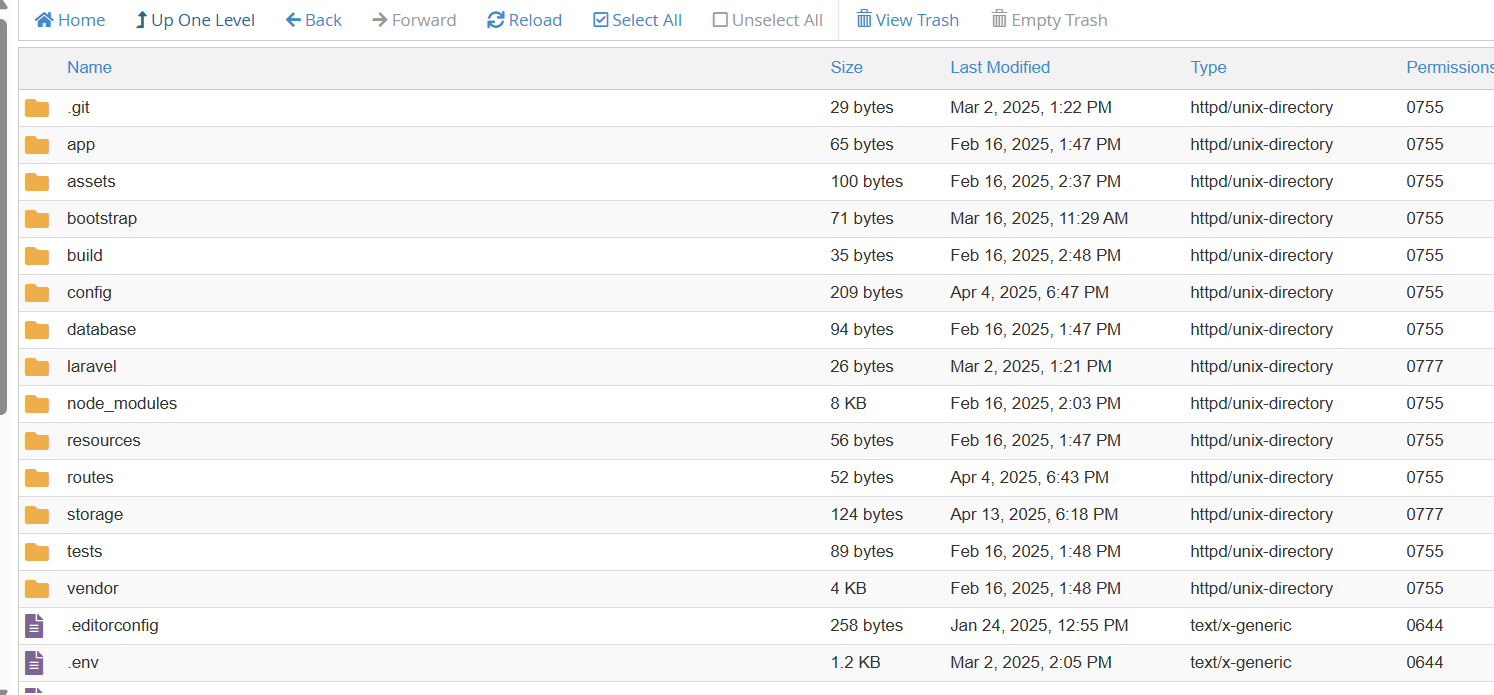 Home Up One Level Back Forward Reload Select All Unselect All View Trash Empty Trash
Name Size Last Modified Type Permissions
.git 29 bytes Mar 2, 2025, 1:22 PM httpd/unix-directory 0755
app 65 bytes Feb 16, 2025, 1:47 PM httpd/unix-directory 0755
assets 100 bytes Feb 16, 2025, 2:37 PM httpd/unix-directory 0755
bootstrap 71 bytes Mar 16, 2025, 11:29 AM httpd/unix-directory 0755
build 35 bytes Feb 16, 2025, 2:48 PM httpd/unix-directory 0755
config 209 bytes Apr 4, 2025, 6:47 PM httpd/unix-directory 0755
database 94 bytes Feb 16, 2025, 1:47 PM httpd/unix-directory 0755
laravel 26 bytes Mar 2, 2025, 1:21 PM httpd/unix-directory 0777
node_modules 8 KB Feb 16, 2025, 2:03 PM httpd/unix-directory 0755
resources 56 bytes Feb 16, 2025, 1:47 PM httpd/unix-directory 0755
routes 52 bytes Apr 4, 2025, 6:43 PM httpd/unix-directory 0755
storage 124 bytes Apr 13, 2025, 6:18 PM httpd/unix-directory 0777
tests 89 bytes Feb 16, 2025, 1:48 PM httpd/unix-directory 0755
vendor 4 KB Feb 16, 2025, 1:48 PM httpd/unix-directory 0755
.editorconfig 258 bytes Jan 24, 2025, 12:55 PM text/x-generic 0644
.env 1.2 KB Mar 2, 2025, 2:05 PM text/x-generic 0644